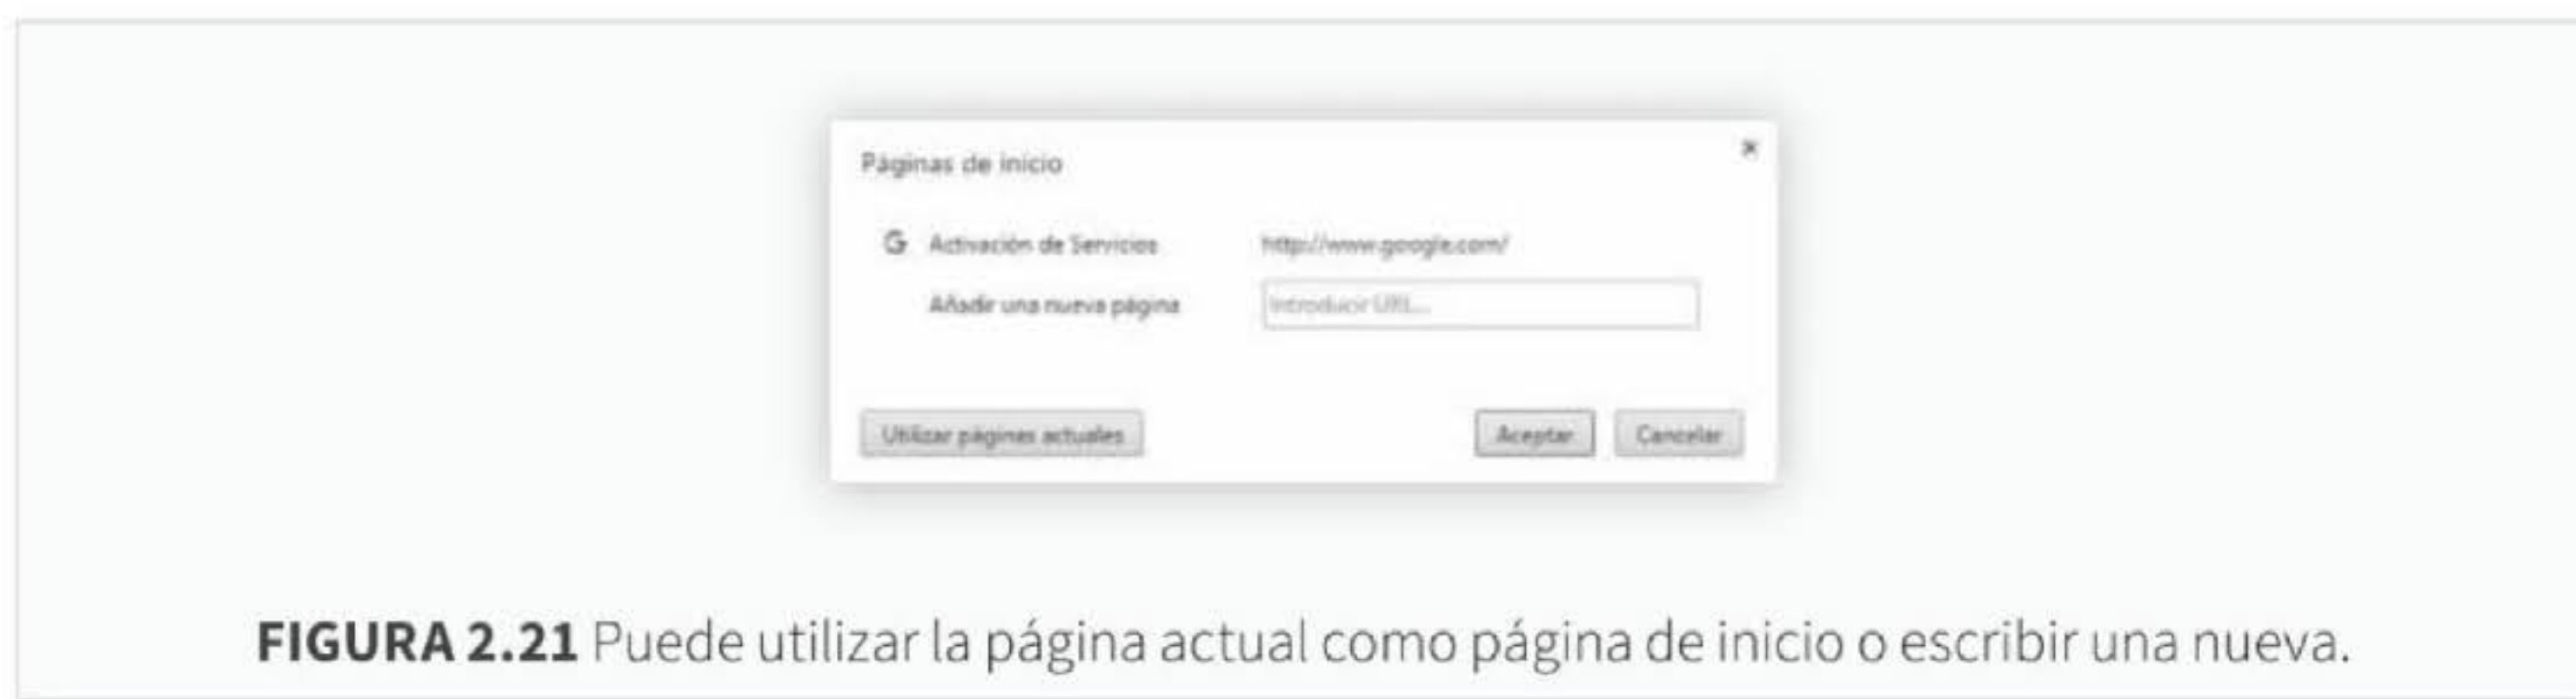 Páginas de inicio
G Activación de Servicios http://www.google.com/
Añadir una nueva página Introducir URL...
Utilizar páginas actuales Aceptar Cancelar
FIGURA 2.21 Puede utilizar la página actual como página de inicio o escribir una nueva.